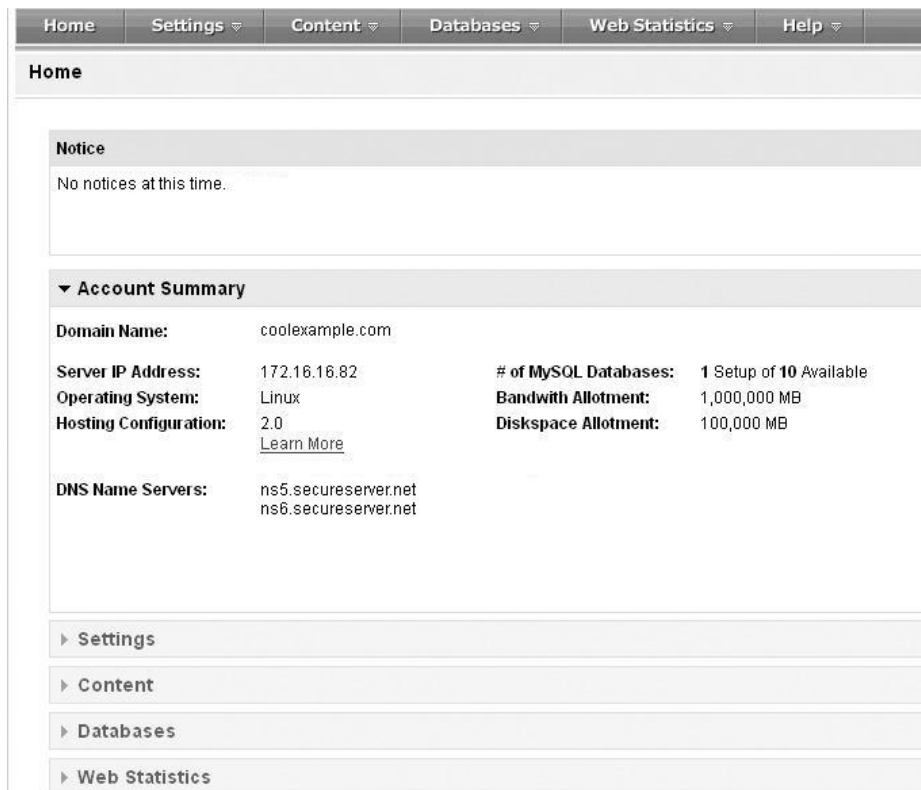 Home Settings Content Databases Web Statistics Help
Home
Notice
No notices at this time.
Account Summary
Domain Name: coolexample.com
Server IP Address: 172.16.16.82 # of MySQL Databases: 1 Setup of 10 Available
Operating System: Linux Bandwith Allotment: 1,000,000 MB
Hosting Configuration: 2.0 Diskspace Allotment: 100,000 MB
Learn More
DNS Name Servers: ns5.secureserver.net
ns6.secureserver.net
Settings
Content
Databases
Web Statistics